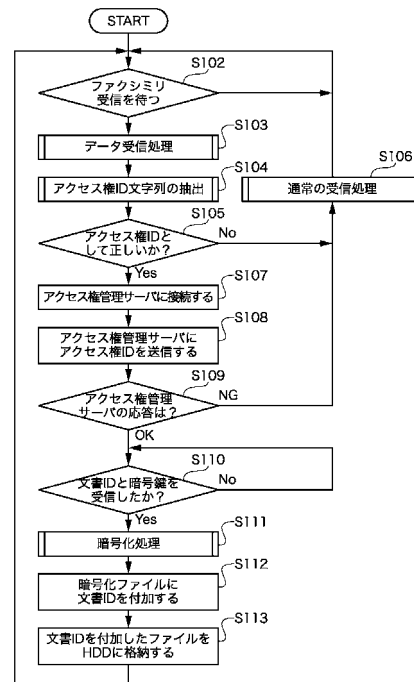 START
S102
ファクシミリ
受信を待つ
S103
データ受信処理
S104
アクセス権ID文字列の抽出
S106
通常の受信処理
S105
アクセス権IDと
して正しいか?
No
Yes
S107
アクセス権管理サーバに接続する
S108
アクセス権管理サーバに
アクセス権IDを送信する
S109
アクセス権管理
サーバの応答は?
NG
OK
S110
文書IDと暗号鍵を
受信したか?
No
Yes
S111
暗号化処理
S112
暗号化ファイルに
文書IDを付加する
S113
文書IDを付加したファイルを
HDDに格納する